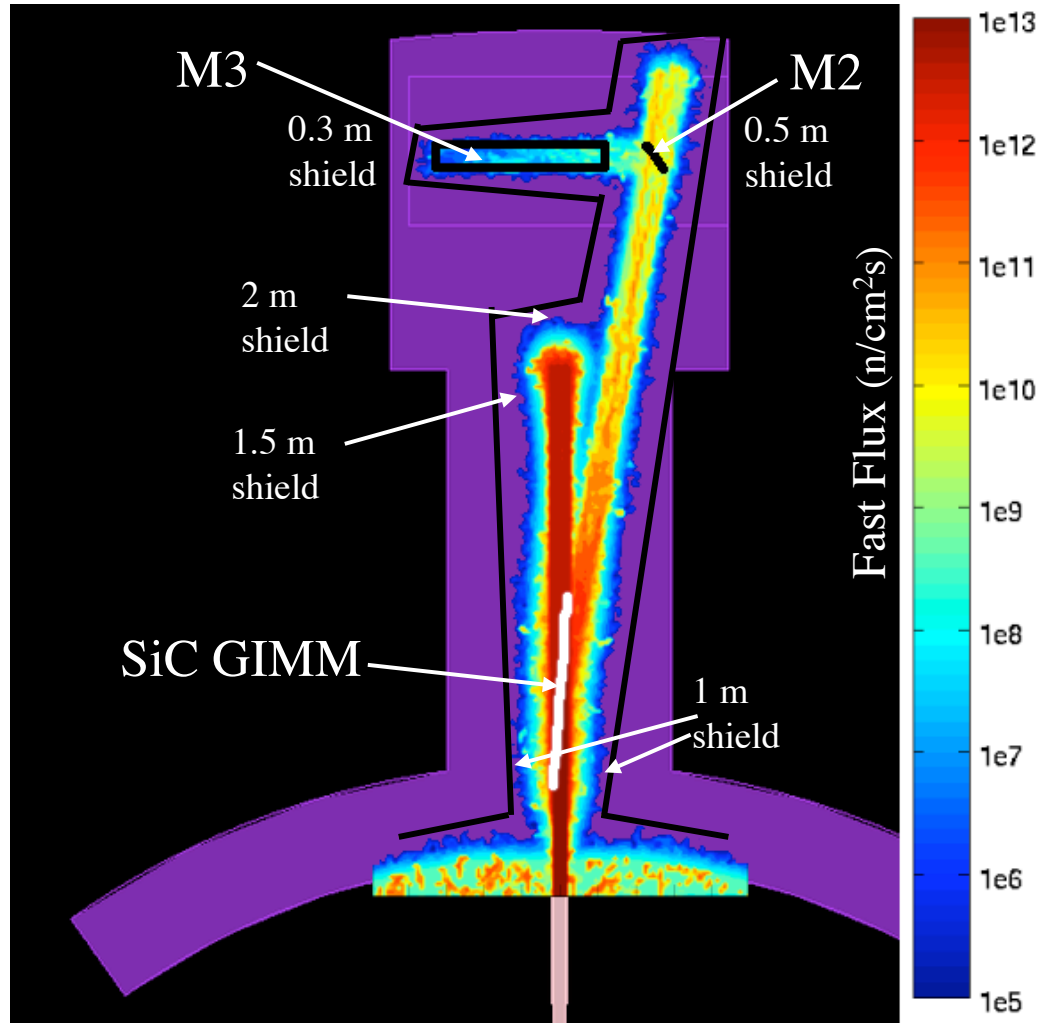 M3
M2
0.3 m
shield
0.5 m
shield
2 m
shield
1.5 m
shield
SiC GIMM
1 m
shield
Fast Flux (n/cm²s)
1e13
1e12
1e11
1e10
1e9
1e8
1e7
1e6
1e5